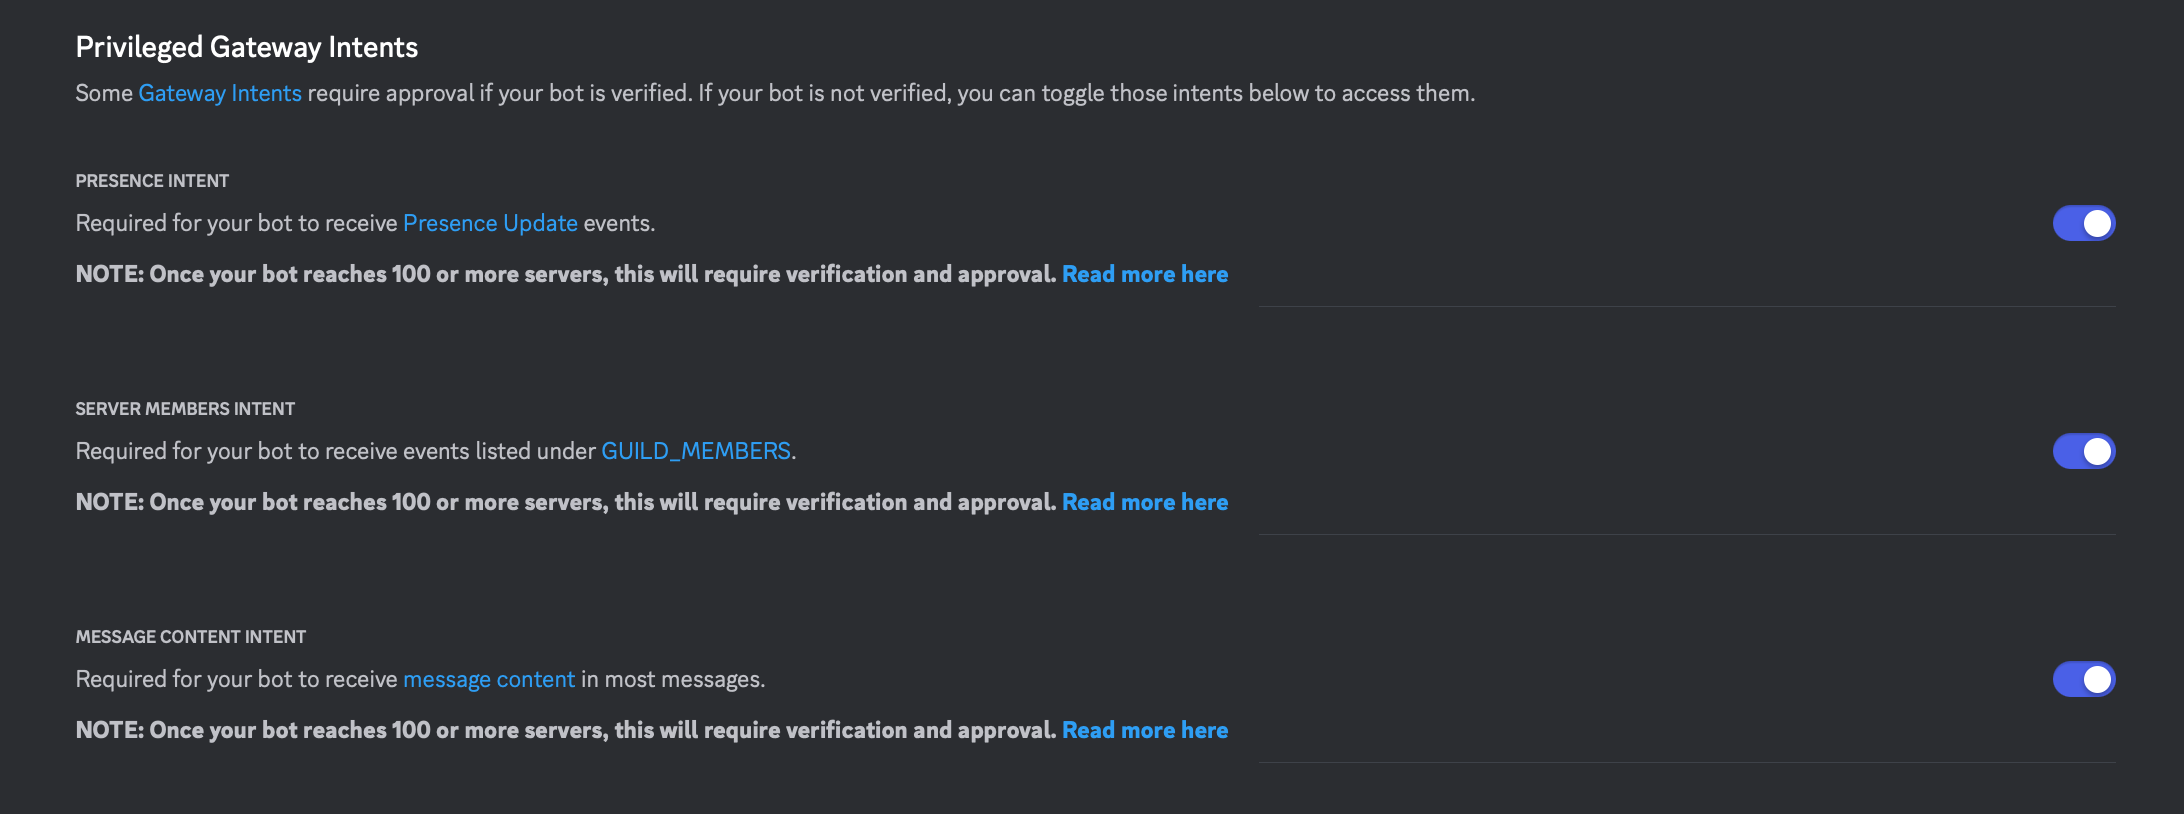 Privileged Gateway Intents
Some Gateway Intents require approval if your bot is verified. If your bot is not verified, you can toggle those intents below to access them.
PRESENCE INTENT
Required for your bot to receive Presence Update events.
NOTE: Once your bot reaches 100 or more servers, this will require verification and approval. Read more here
SERVER MEMBERS INTENT
Required for your bot to receive events listed under GUILD_MEMBERS.
NOTE: Once your bot reaches 100 or more servers, this will require verification and approval. Read more here
MESSAGE CONTENT INTENT
Required for your bot to receive message content in most messages.
NOTE: Once your bot reaches 100 or more servers, this will require verification and approval. Read more here